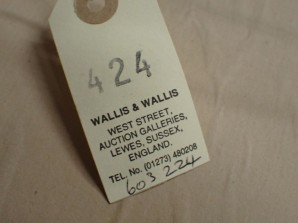 424
WALLIS & WALLIS
WEST STREET,
AUCTION GALLERIES,
LEWES, SUSSEX,
ENGLAND.
TEL. No. (01273) 480208
603 224